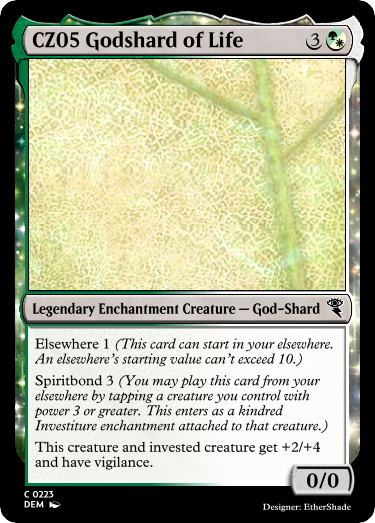 CZ05 Godshard of Life 3
Legendary Enchantment Creature — God-Shard
Elsewhere 1 (This card can start in your elsewhere.
An elsewhere's starting value can't exceed 10.)
Spiritbond 3 (You may play this card from your
elsewhere by tapping a creature you control with
power 3 or greater. This enters as a kindred
Investiture enchantment attached to that creature.)
This creature and invested creature get +2/+4
and have vigilance.
0/0
C 0223
DEM
Designer: EtherShade